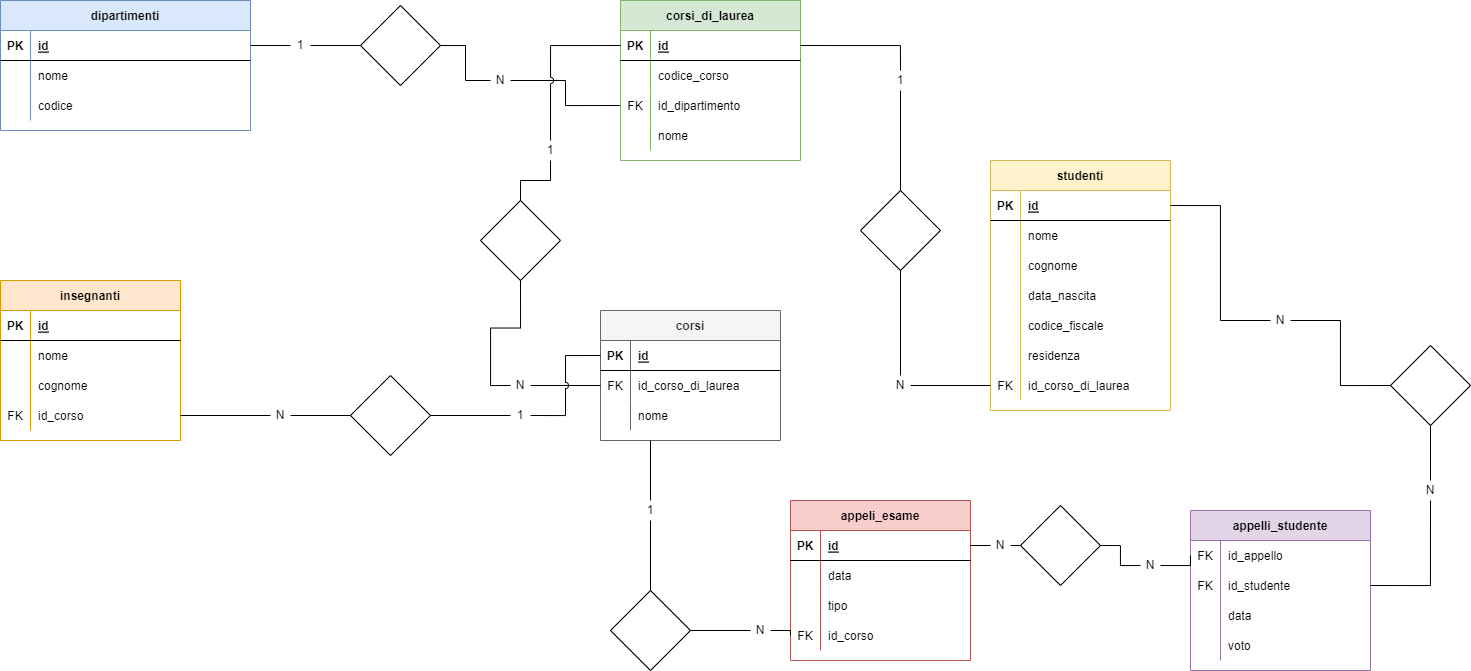 dipartimenti
PK id
nome
codice
1
N
corsi_di_laurea
PK id
codice_corso
FK id_dipartimento
nome
1
1
studenti
PK id
nome
cognome
data_nascita
codice_fiscale
residenza
FK id_corso_di_laurea
N
N
insegnanti
PK id
nome
cognome
FK id_corso
N
1
N
corsi
PK id
FK id_corso_di_laurea
nome
1
N
appeli_esame
PK id
data
tipo
FK id_corso
N
N
N
appelli_studente
FK id_appello
FK id_studente
data
voto